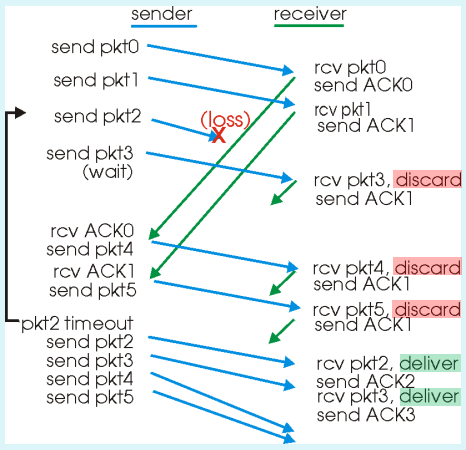 sender
receiver
send pkt0
send pkt1
send pkt2
(loss)
X
send pkt3
(wait)
rcv ACK0
send pkt4
rcv ACK1
send pkt5
pkt2 timeout
send pkt2
send pkt3
send pkt4
send pkt5
rcv pkt0
send ACK0
rcv pkt1
send ACK1
rcv pkt3, discard
send ACK1
rcv pkt4, discard
send ACK1
rcv pkt5, discard
send ACK1
rcv pkt2, deliver
send ACK2
rcv pkt3, deliver
send ACK3